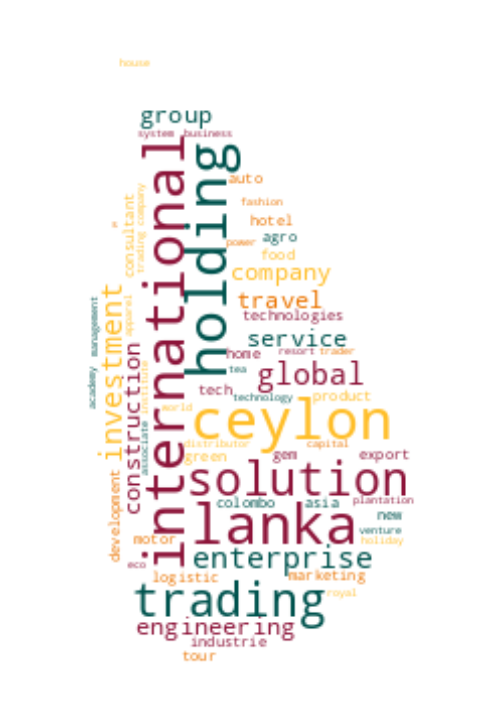 house
group
system
business
international
holding
auto
consultant
trading company
fashion
hotel
power
agro
food
company
travel
technologies
investment
apparel
management
academy
service
home
resort
trader
construction
tea
global
tech
technology
product
institute
associate
world
ceylon
distributor
capital
green
gem
export
solution
development
colombo
asia
plantation
new
lanka
venture
motor
holiday
enterprise
eco
logistic
marketing
trading
royal
engineering
industrie
tour